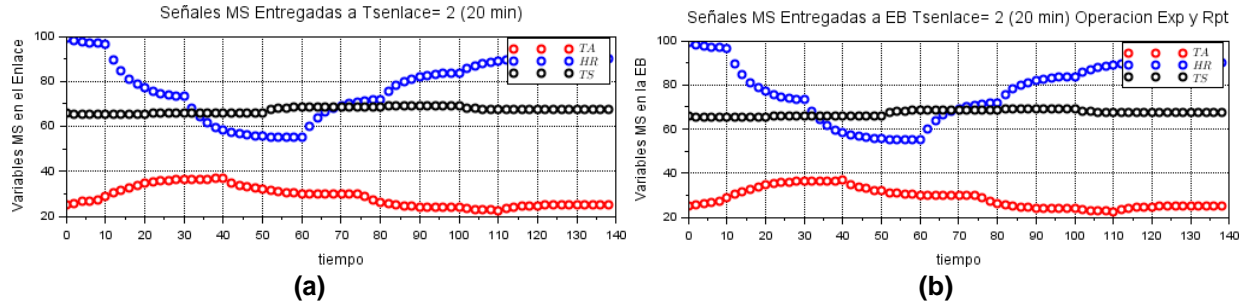 Señales MS Entregadas a Tsenlace= 2 (20 min)
Variables MS en el Enlace
100
80
60
40
20
TA
HR
TS
0 10 20 30 40 50 60 70 80 90 100 110 120 130 140
tiempo
(a)
Señales MS Entregadas a EB Tsenlace= 2 (20 min) Operacion Exp y Rpt
Variables MS en la EB
100
80
60
40
20
TA
HR
TS
0 10 20 30 40 50 60 70 80 90 100 110 120 130 140
tiempo
(b)